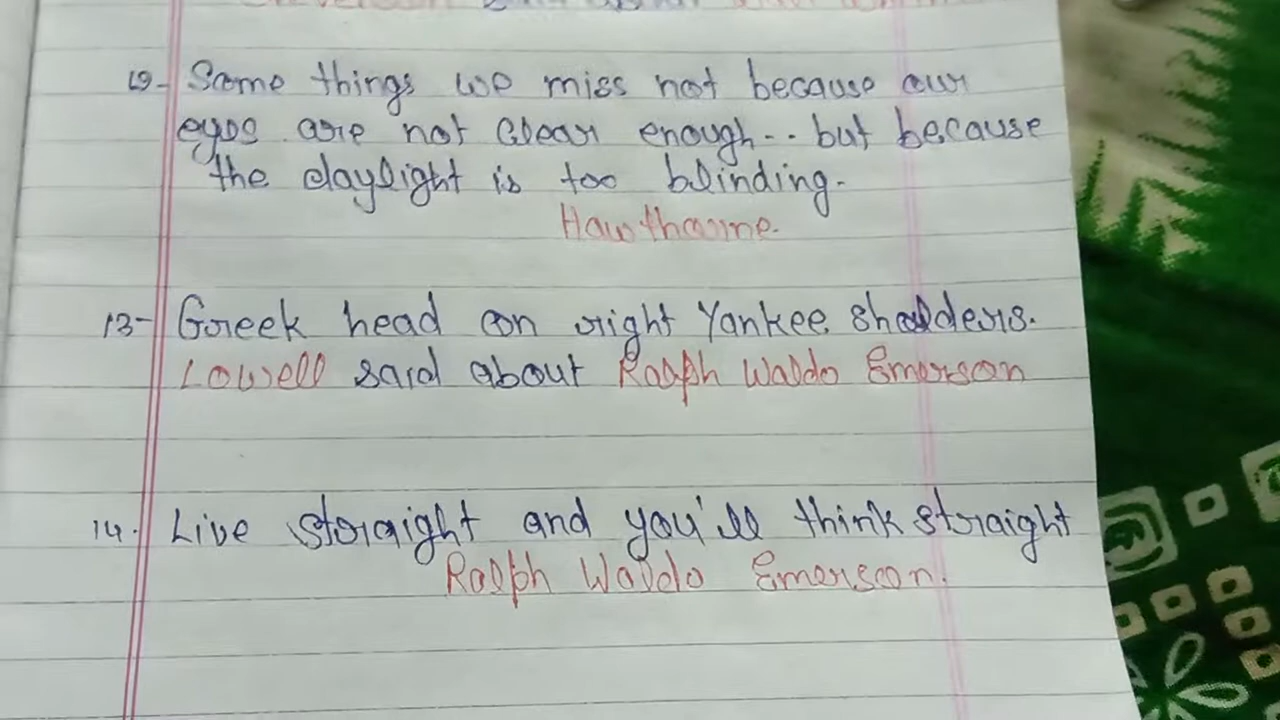 19- Some things we miss not because our
eyes are not clear enough-. but because
the daylight is too blinding-
Hawthorne.
13- Greek head on right Yankee Sholders.
Lowell said about Ralph Waldo Emerson
14. Live straight and you'll think straight
Ralph Waldo Emerson.